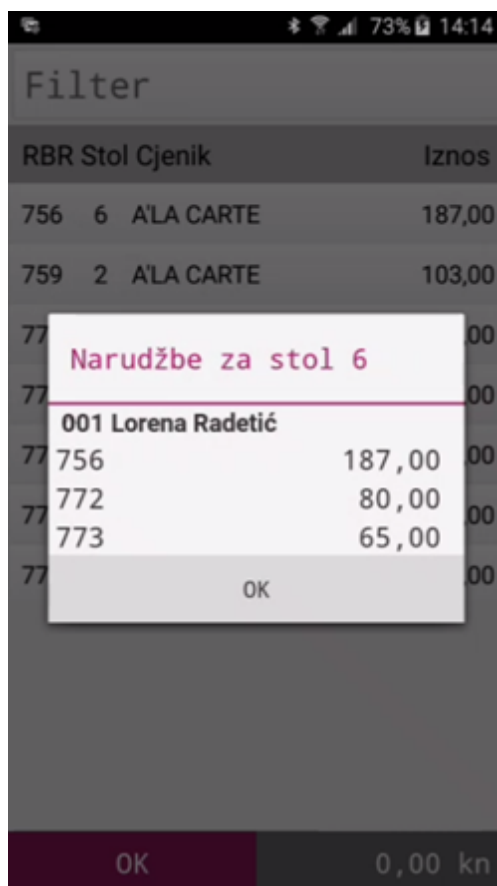 73% 14:14
Filter
RBR Stol Cjenik Iznos
756 6 A'LA CARTE 187,00
759 2 A'LA CARTE 103,00
Narudžbe za stol 6
001 Lorena Radetić
756 187,00
772 80,00
773 65,00
OK
OK 0,00 kn